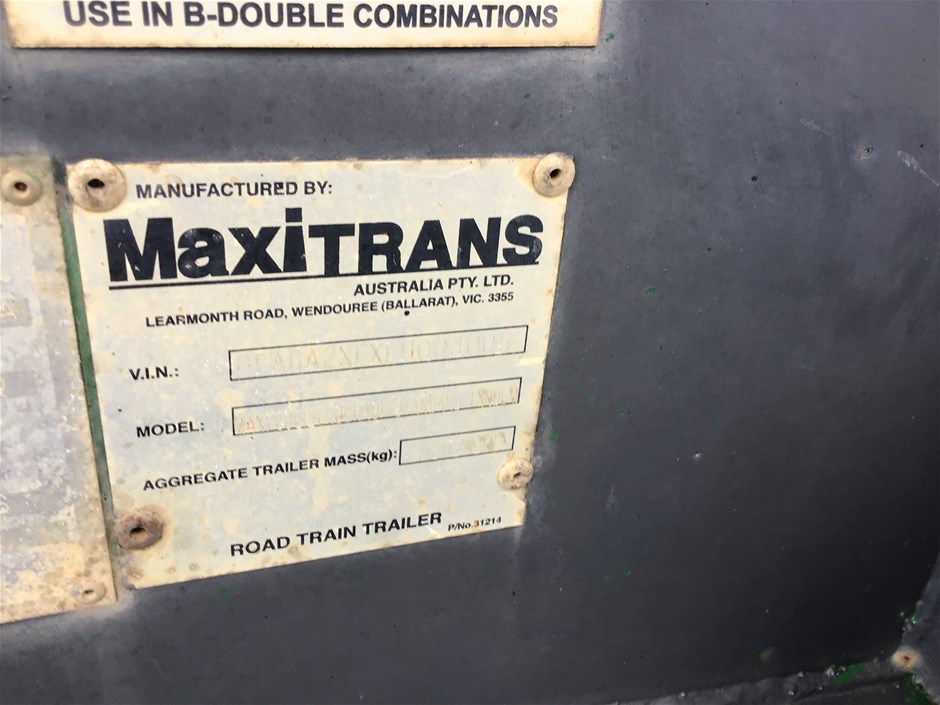 USE IN B-DOUBLE COMBINATIONS
MANUFACTURED BY:
MaxiTRANS
AUSTRALIA PTY. LTD.
LEARMONTH ROAD, WENDOUREE (BALLARAT), VIC. 3355
V.I.N.:
MODEL:
AGGREGATE TRAILER MASS(kg):
ROAD TRAIN TRAILER P/No.31214